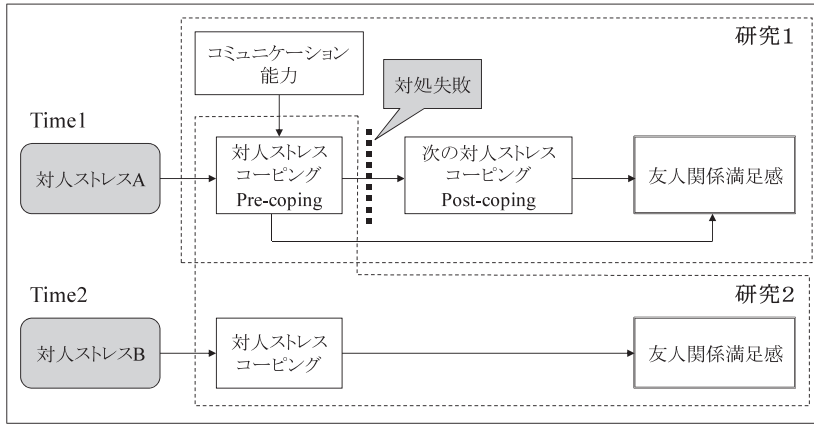 研究1
コミュニケーション
能力
対処失敗
Time1
対人ストレスA
対人ストレス
コーピング
Pre-coping
次の対人ストレス
コーピング
Post-coping
友人関係満足感
Time2
研究2
対人ストレスB
対人ストレス
コーピング
友人関係満足感